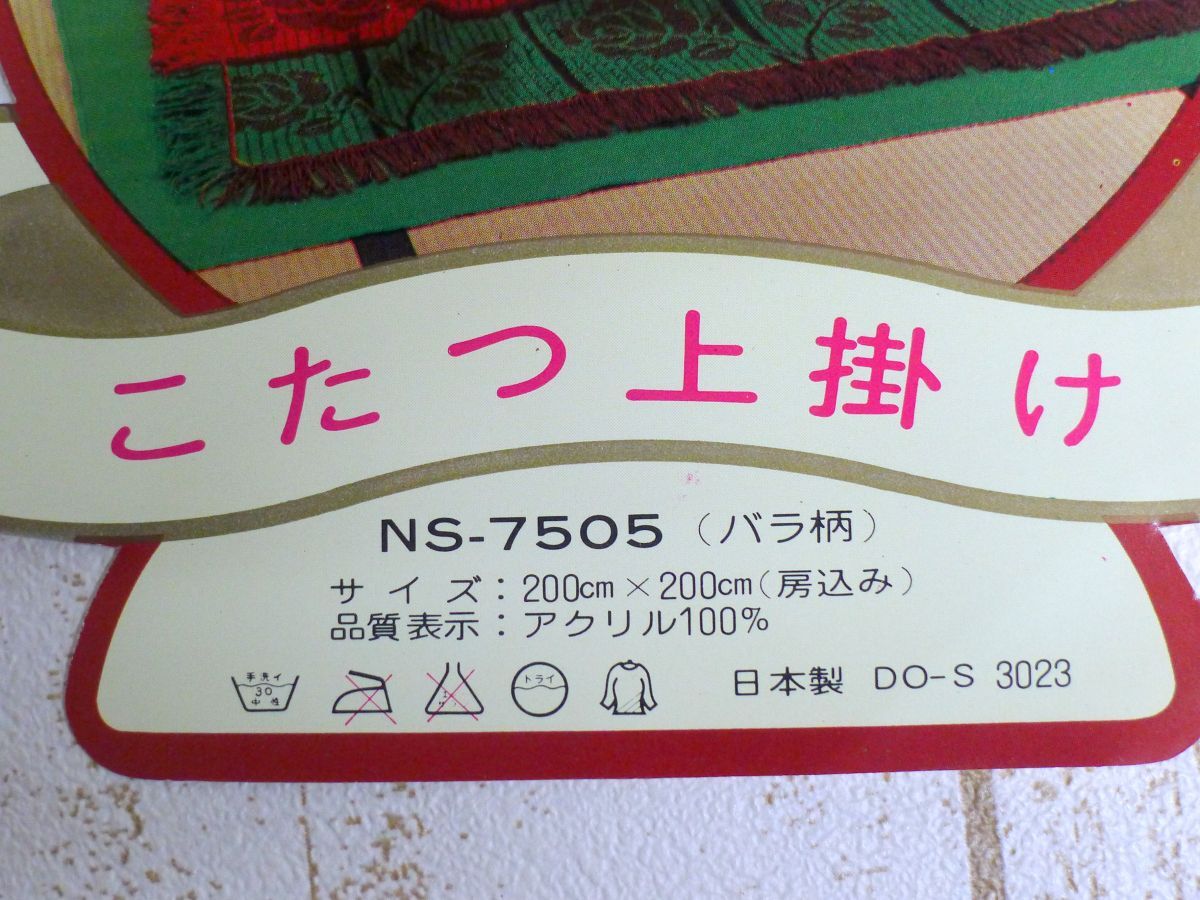 こたつ上掛け
NS-7505（バラ柄）
サイズ：200cm×200cm（房込み）
品質表示：アクリル100%
手洗イ
30
中性
ドライ
日本製 DO-S 3023